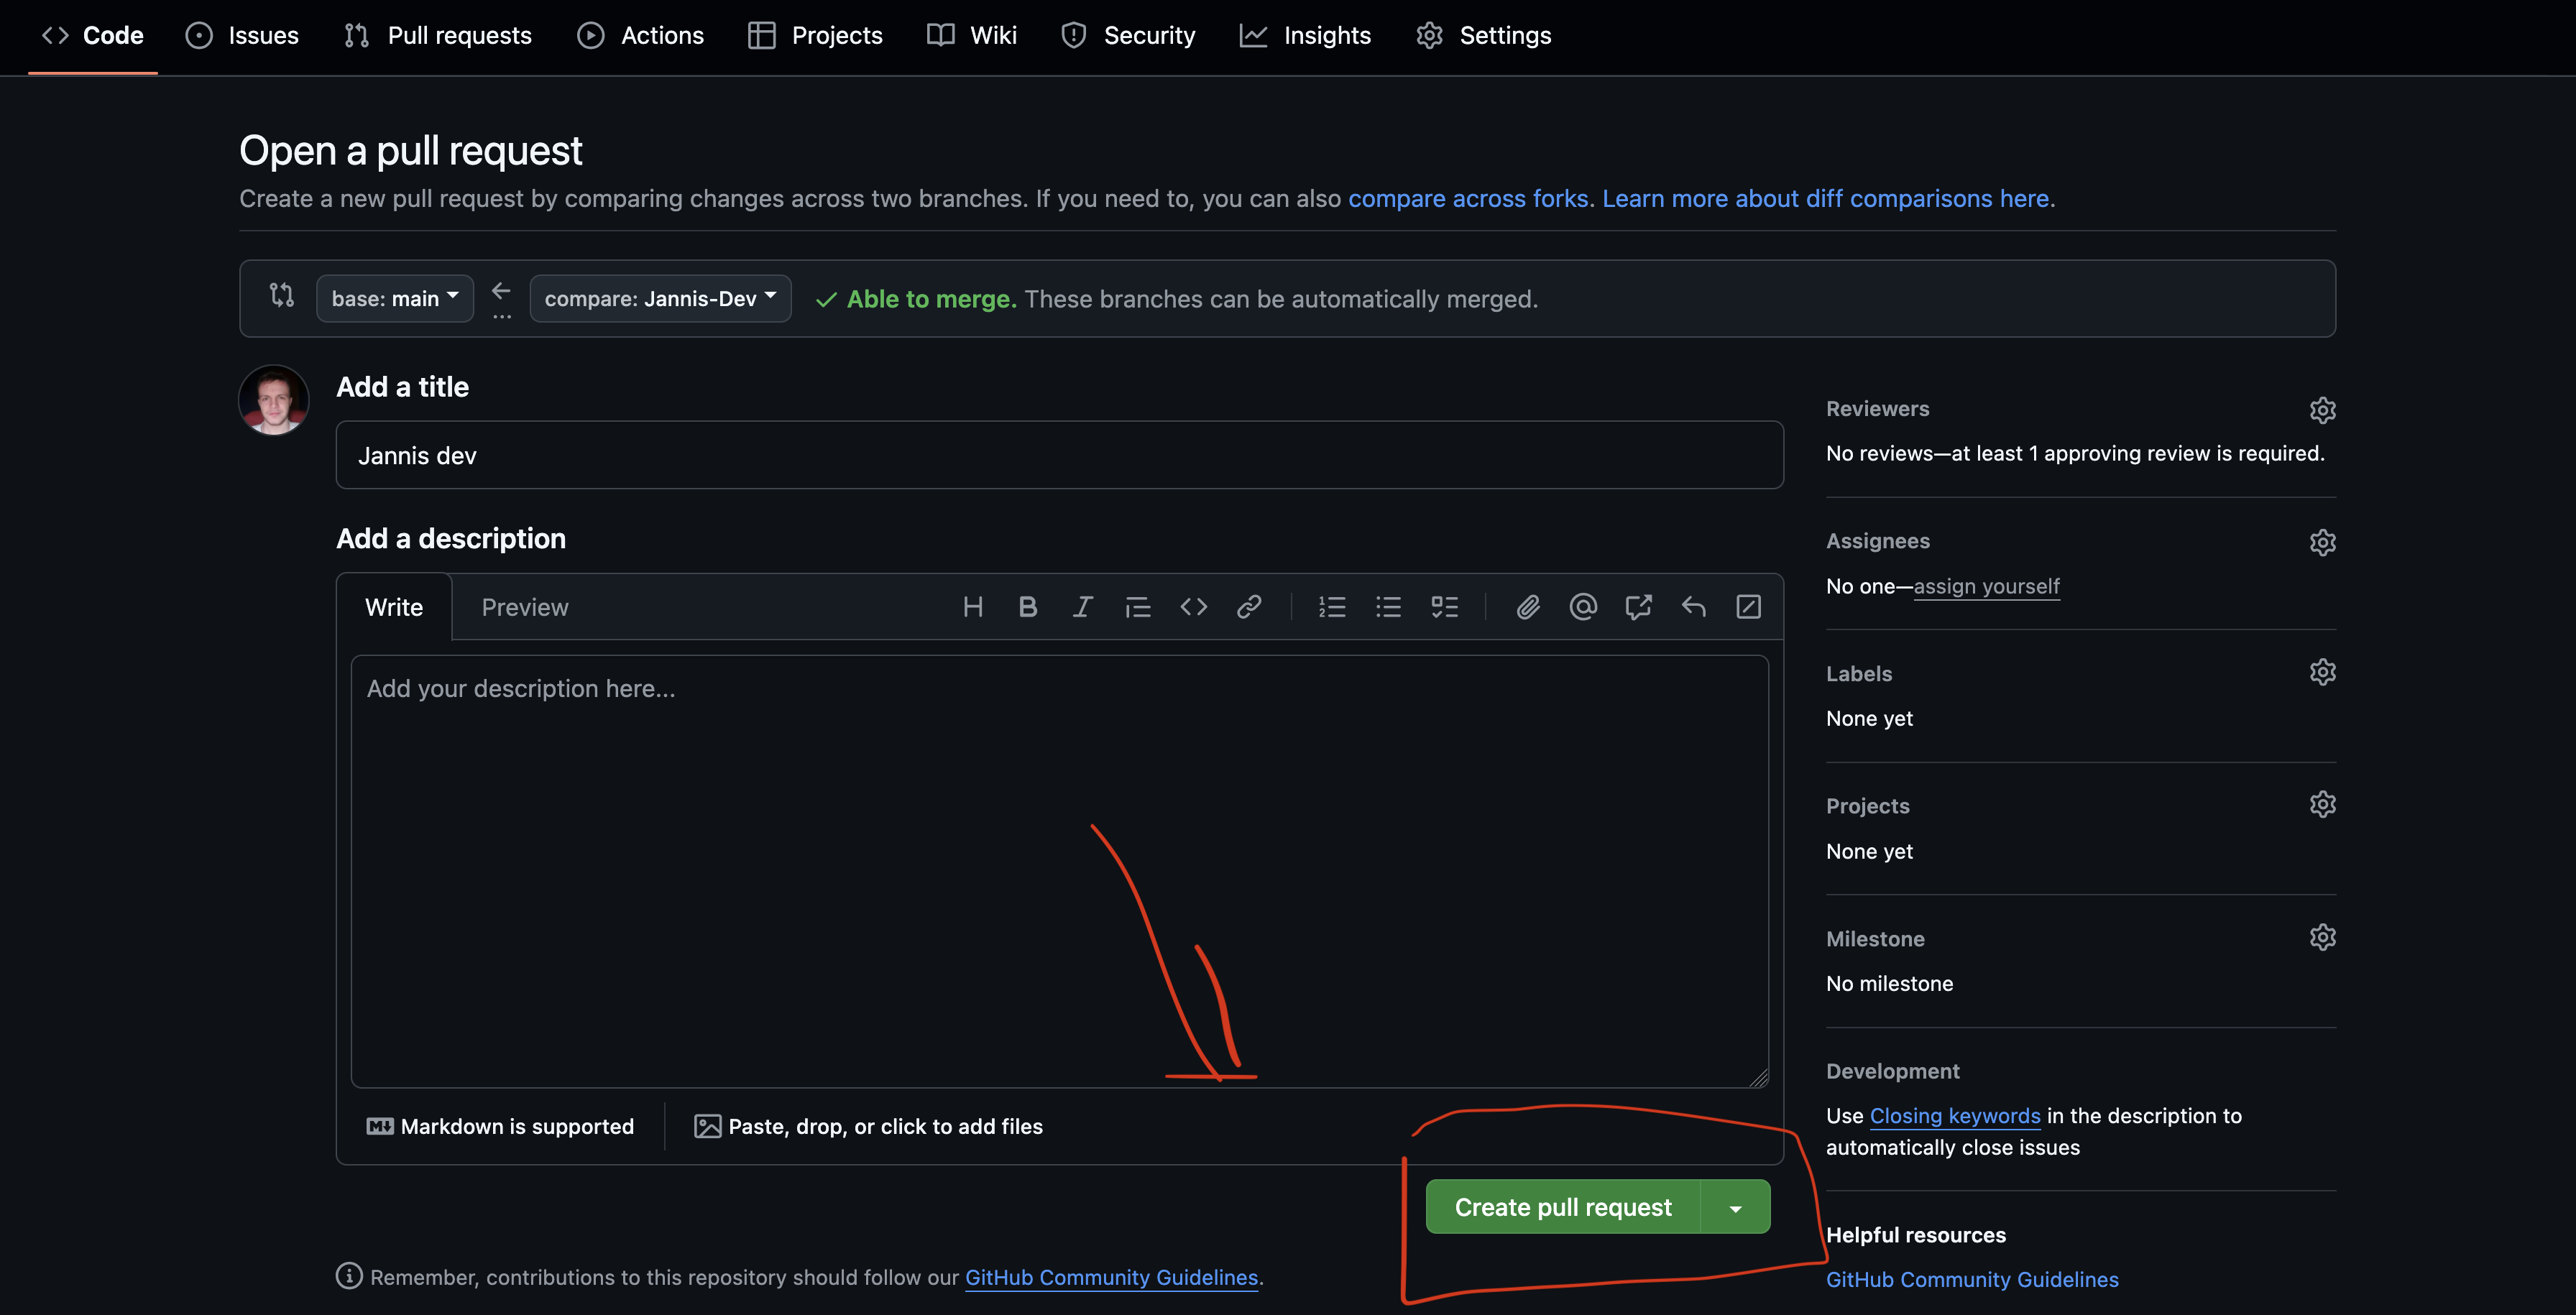 Code Issues Pull requests Actions Projects Wiki Security Insights Settings
Open a pull request
Create a new pull request by comparing changes across two branches. If you need to, you can also compare across forks. Learn more about diff comparisons here.
base: main compare: Jannis-Dev Able to merge. These branches can be automatically merged.
Add a title
Jannis dev
Add a description
Write Preview
Add your description here...
Markdown is supported Paste, drop, or click to add files
Create pull request
Remember, contributions to this repository should follow our GitHub Community Guidelines.
Reviewers
No reviews—at least 1 approving review is required.
Assignees
No one—assign yourself
Labels
None yet
Projects
None yet
Milestone
No milestone
Development
Use Closing keywords in the description to
automatically close issues
Helpful resources
GitHub Community Guidelines